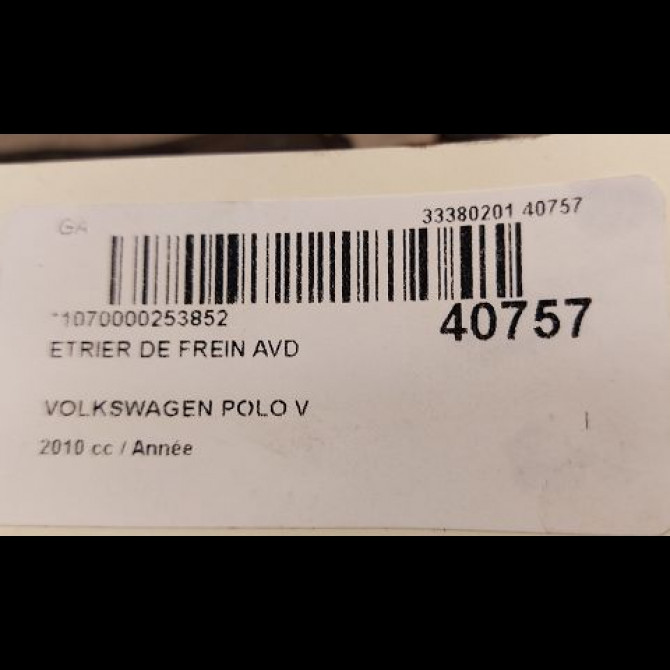 GA
33380201 40757
*1070000253852
40757
ETRIER DE FREIN AVD
VOLKSWAGEN POLO V
2010 cc / Année